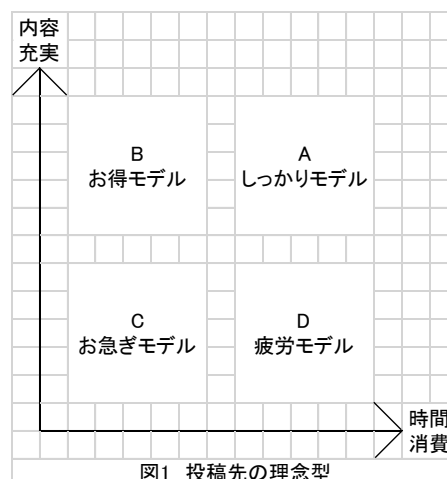 内容
充実
B
お得モデル
A
しっかりモデル
C
お急ぎモデル
D
疲労モデル
時間
消費
図1 投稿先の理念型